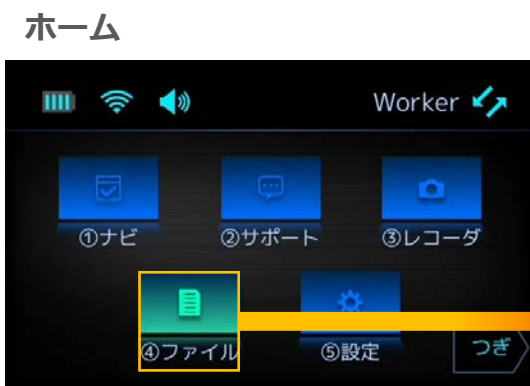 ホーム
Worker
①ナビ
②サポート
③レコーダ
④ファイル
⑤設定
つぎ